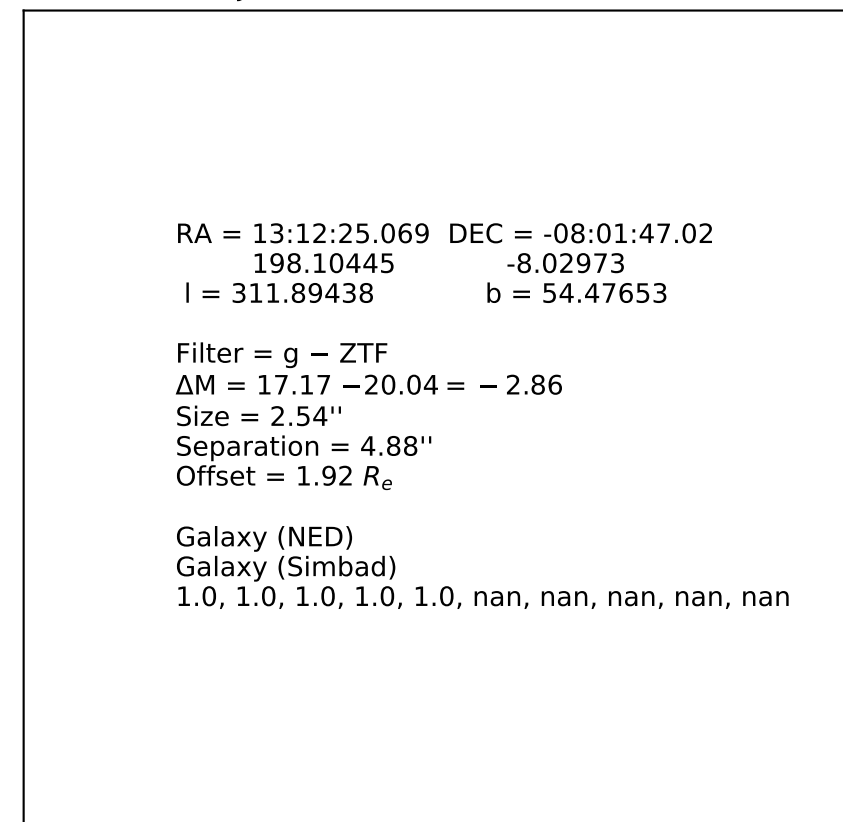 RA = 13:12:25.069 DEC = -08:01:47.02
198.10445 -8.02973
l = 311.89438 b = 54.47653
Filter = g − ZTF
ΔM = 17.17 −20.04 = − 2.86
Size = 2.54''
Separation = 4.88''
Offset = 1.92 Re
Galaxy (NED)
Galaxy (Simbad)
1.0, 1.0, 1.0, 1.0, 1.0, nan, nan, nan, nan, nan